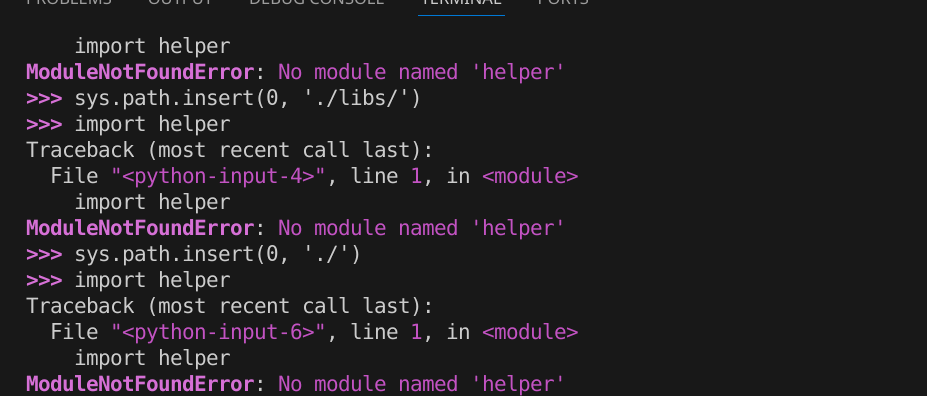 PROBLEMS OUTPUT DEBUG CONSOLE TERMINAL PORTS
    import helper
ModuleNotFoundError: No module named 'helper'
>>> sys.path.insert(0, './libs/')
>>> import helper
Traceback (most recent call last):
  File "<python-input-4>", line 1, in <module>
    import helper
ModuleNotFoundError: No module named 'helper'
>>> sys.path.insert(0, './')
>>> import helper
Traceback (most recent call last):
  File "<python-input-6>", line 1, in <module>
    import helper
ModuleNotFoundError: No module named 'helper'